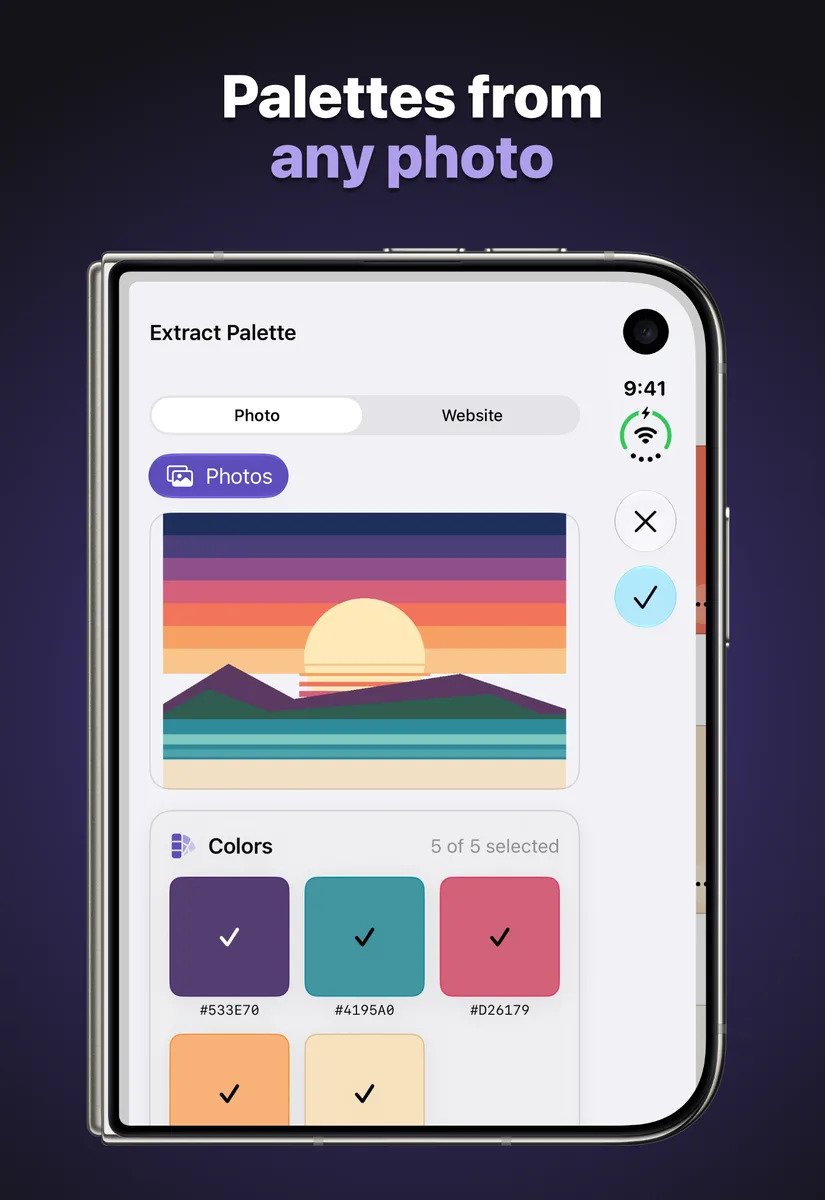 Palettes from
any photo
Extract Palette
9:41
Photo
Website
Photos
Colors
5 of 5 selected
#533E70
#4195A0
#D26179